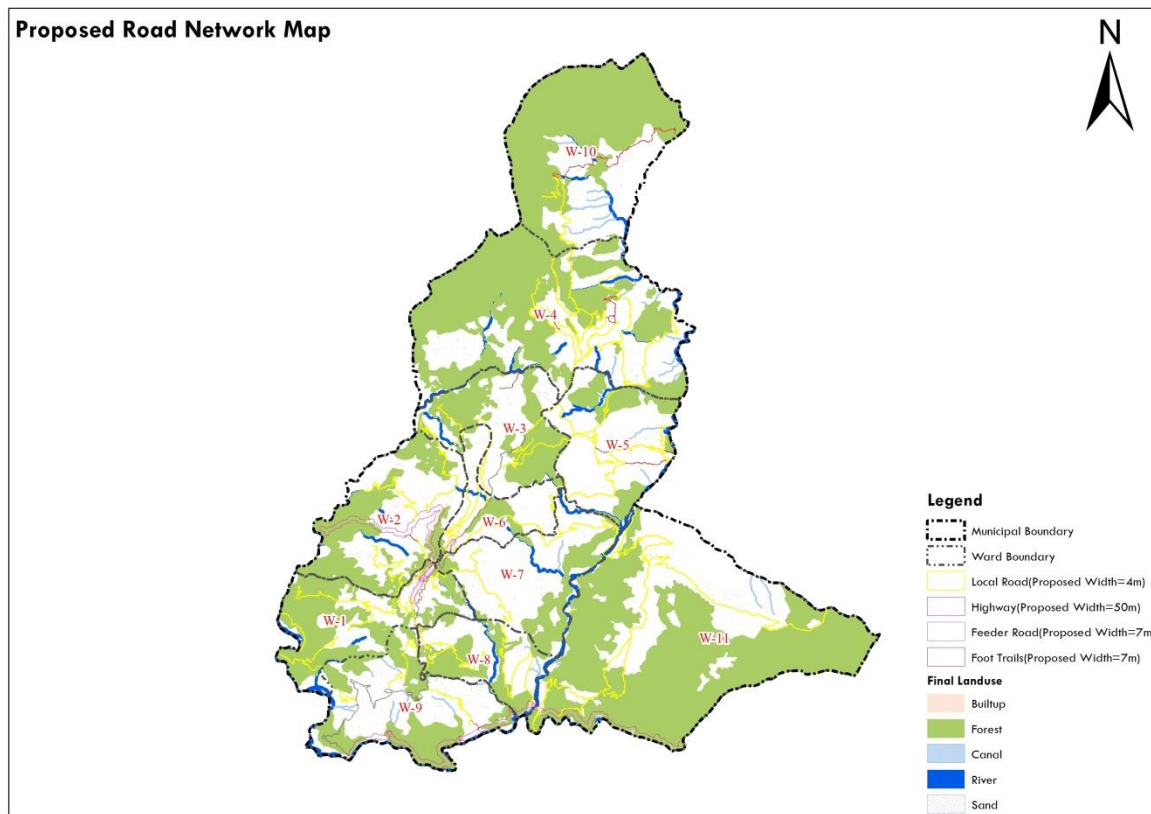 Proposed Road Network Map
N
W-10
W-4
W-3
W-5
W-2
W-6
W-7
W-1
W-11
W-8
W-9
Legend
Municipal Boundary
Ward Boundary
Local Road(Proposed Width=4m)
Highway(Proposed Width=50m)
Feeder Road(Proposed Width=7m
Foot Trails(Proposed Width=7m)
Final Landuse
Builtup
Forest
Canal
River
Sand